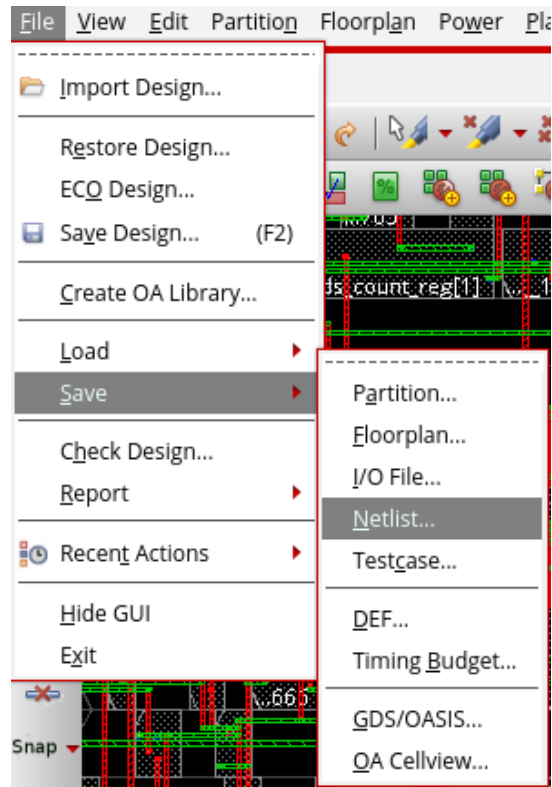 File View Edit Partition Floorplan Power Pla
Import Design...
Restore Design...
ECO Design...
Save Design... (F2)
Create OA Library...
ds_count_reg[1]
Load
Save
Partition...
Floorplan...
Check Design...
I/O File...
Report
Netlist...
Recent Actions
Testcase...
Hide GUI
DEF...
Exit
Timing Budget...
GDS/OASIS...
Snap
OA Cellview...